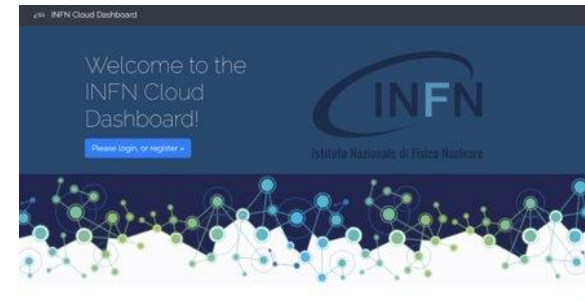 INFN INFN Cloud Dashboard
Welcome to the
INFN Cloud
Dashboard!
Please login, or register »
INFN
Istituto Nazionale di Fisica Nucleare